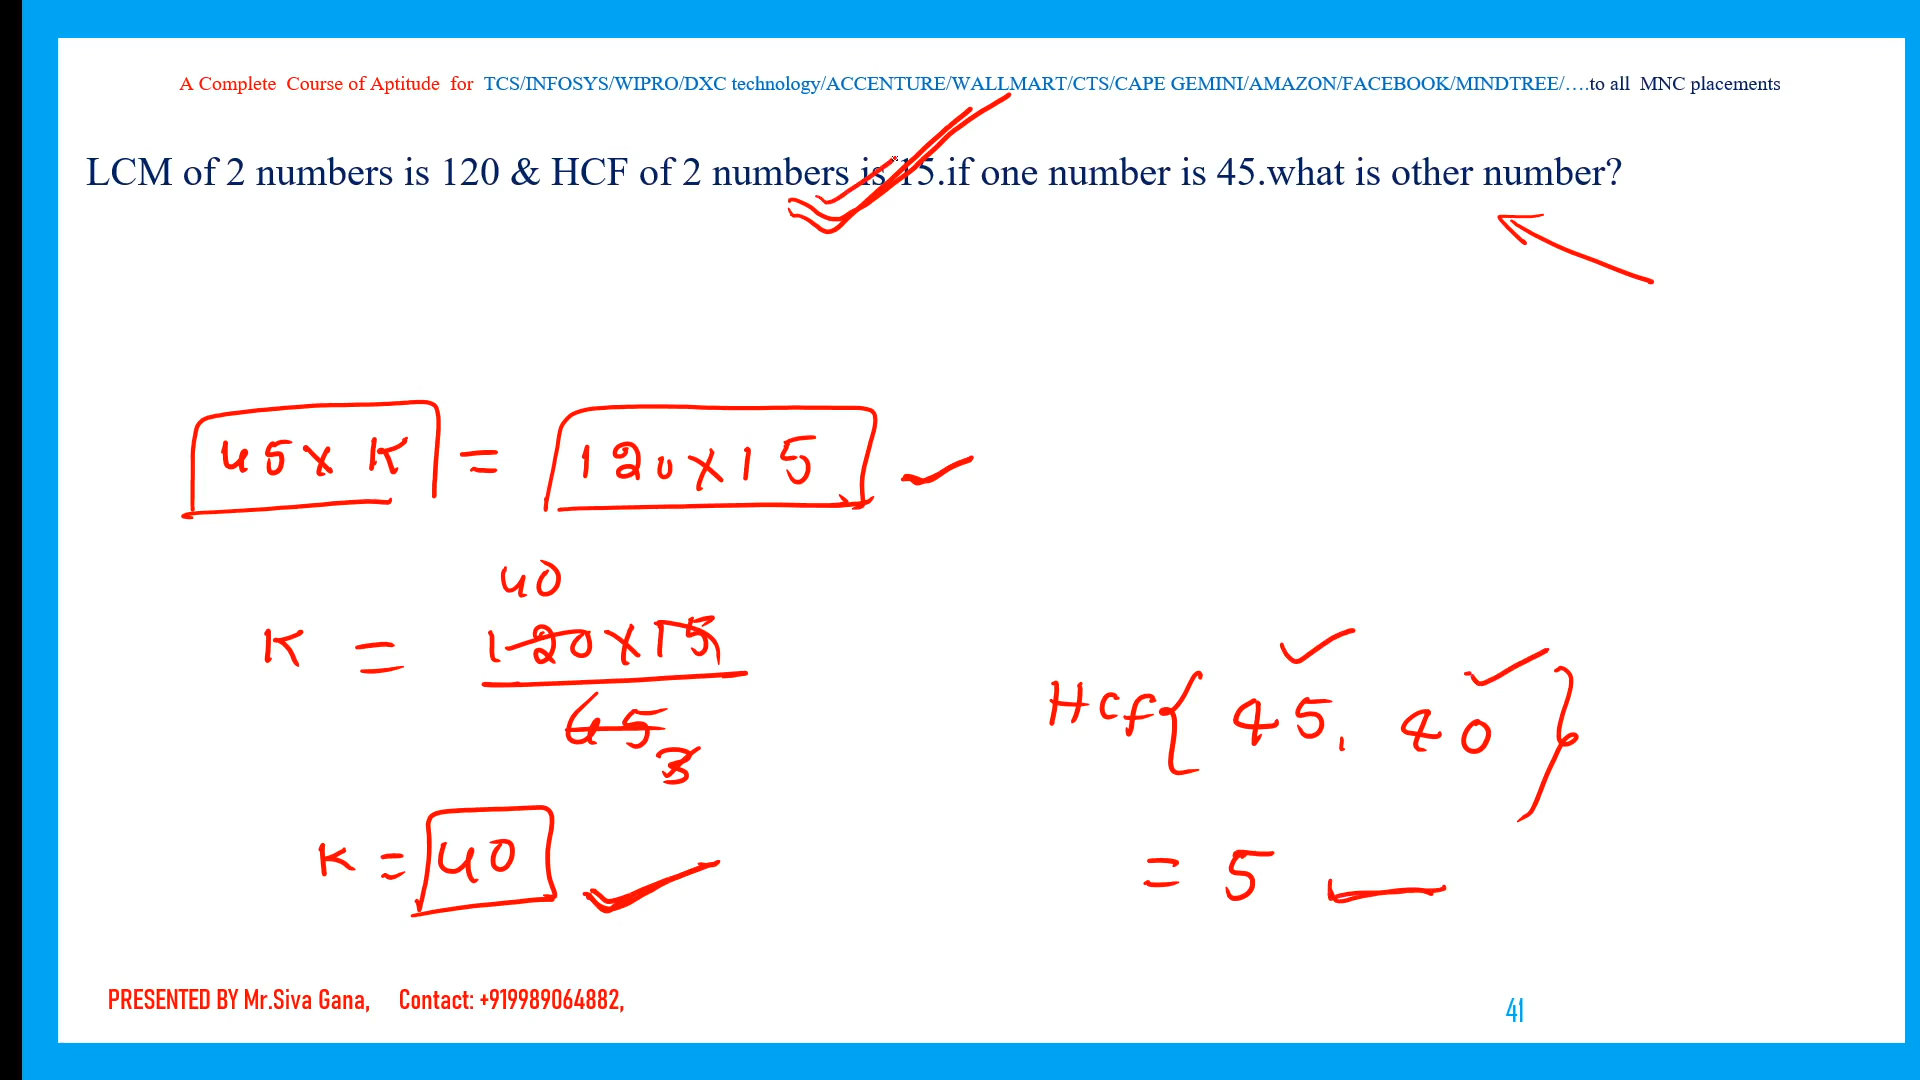 A Complete Course of Aptitude for TCS/INFOSYS/WIPRO/DXC technology/ACCENTURE/WALLMART/CTS/CAPE GEMINI/AMAZON/FACEBOOK/MINDTREE/….to all MNC placements
LCM of 2 numbers is 120 & HCF of 2 numbers is 15.if one number is 45.what is other number?
45 x K = 120 x 15
40
K = 120 x 15
45
3
K = 40
Hcf { 45, 40 }
= 5
PRESENTED BY Mr.Siva Gana, Contact: +919989064882,
41